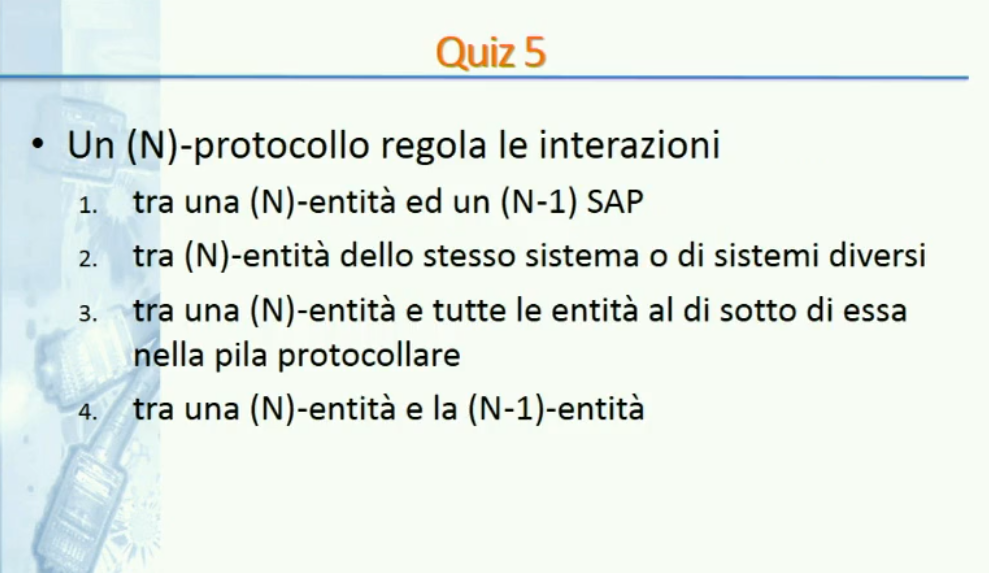 Quiz 5
• Un (N)-protocollo regola le interazioni
1. tra una (N)-entità ed un (N-1) SAP
2. tra (N)-entità dello stesso sistema o di sistemi diversi
3. tra una (N)-entità e tutte le entità al di sotto di essa
nella pila protocollare
4. tra una (N)-entità e la (N-1)-entità